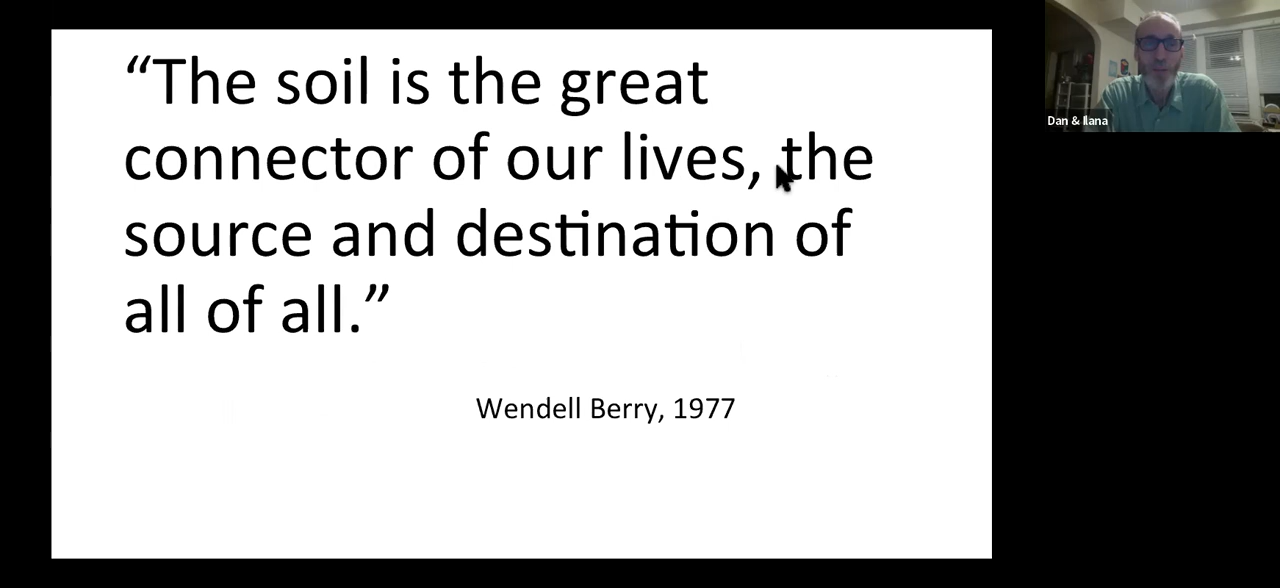 “The soil is the great
connector of our lives, the
source and destination of
all of all.”
Wendell Berry, 1977
Dan & Ilana